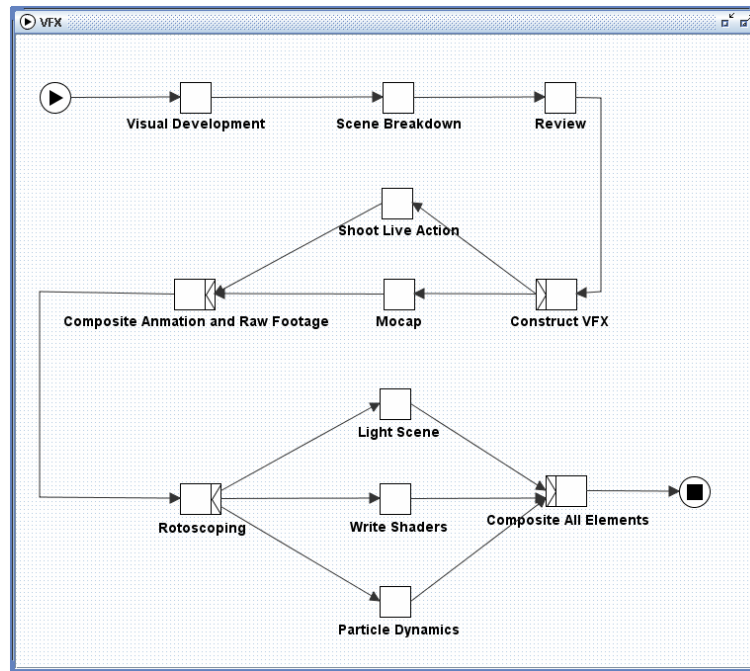 VFX
Visual Development
Scene Breakdown
Review
Shoot Live Action
Composite Anmation and Raw Footage
Mocap
Construct VFX
Light Scene
Rotoscoping
Write Shaders
Composite All Elements
Particle Dynamics